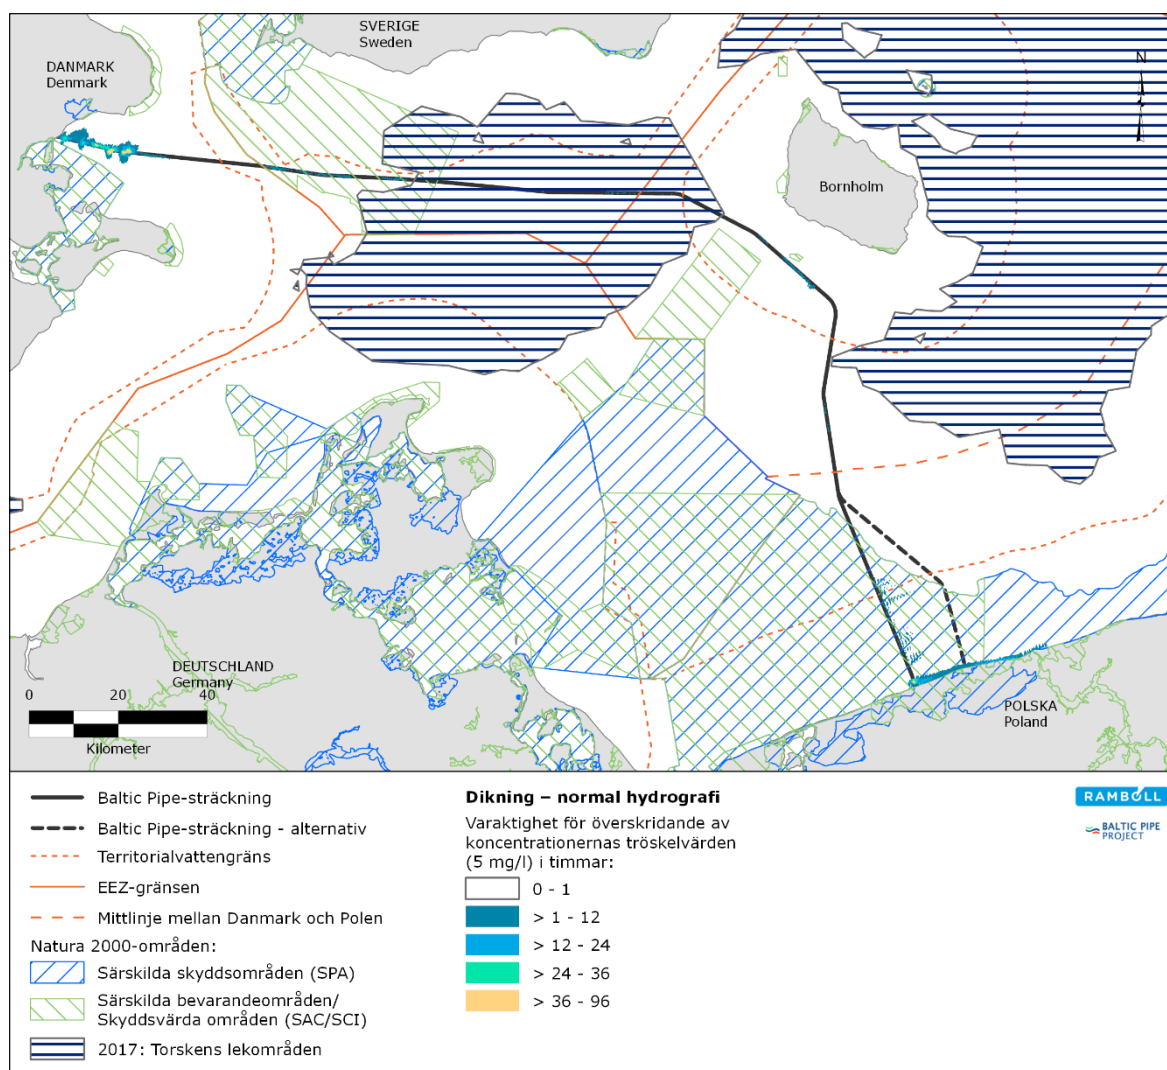 SVERIGE
Sweden
DANMARK
Denmark
N
Bornholm
DEUTSCHLAND
Germany
0 20 40
Kilometer
POLSKA
Poland
Baltic Pipe-sträckning
Baltic Pipe-sträckning - alternativ
Territorialvattengräns
EEZ-gränsen
Mittlinje mellan Danmark och Polen
Natura 2000-områden:
Särskilda skyddsområden (SPA)
Särskilda bevarandeområden/
Skyddsvärda områden (SAC/SCI)
2017: Torskens lekområden
Dikning – normal hydrografi
Varaktighet för överskridande av
koncentrationernas tröskelvärden
(5 mg/l) i timmar:
0 - 1
> 1 - 12
> 12 - 24
> 24 - 36
> 36 - 96
RAMBOLL
BALTIC PIPE
PROJECT